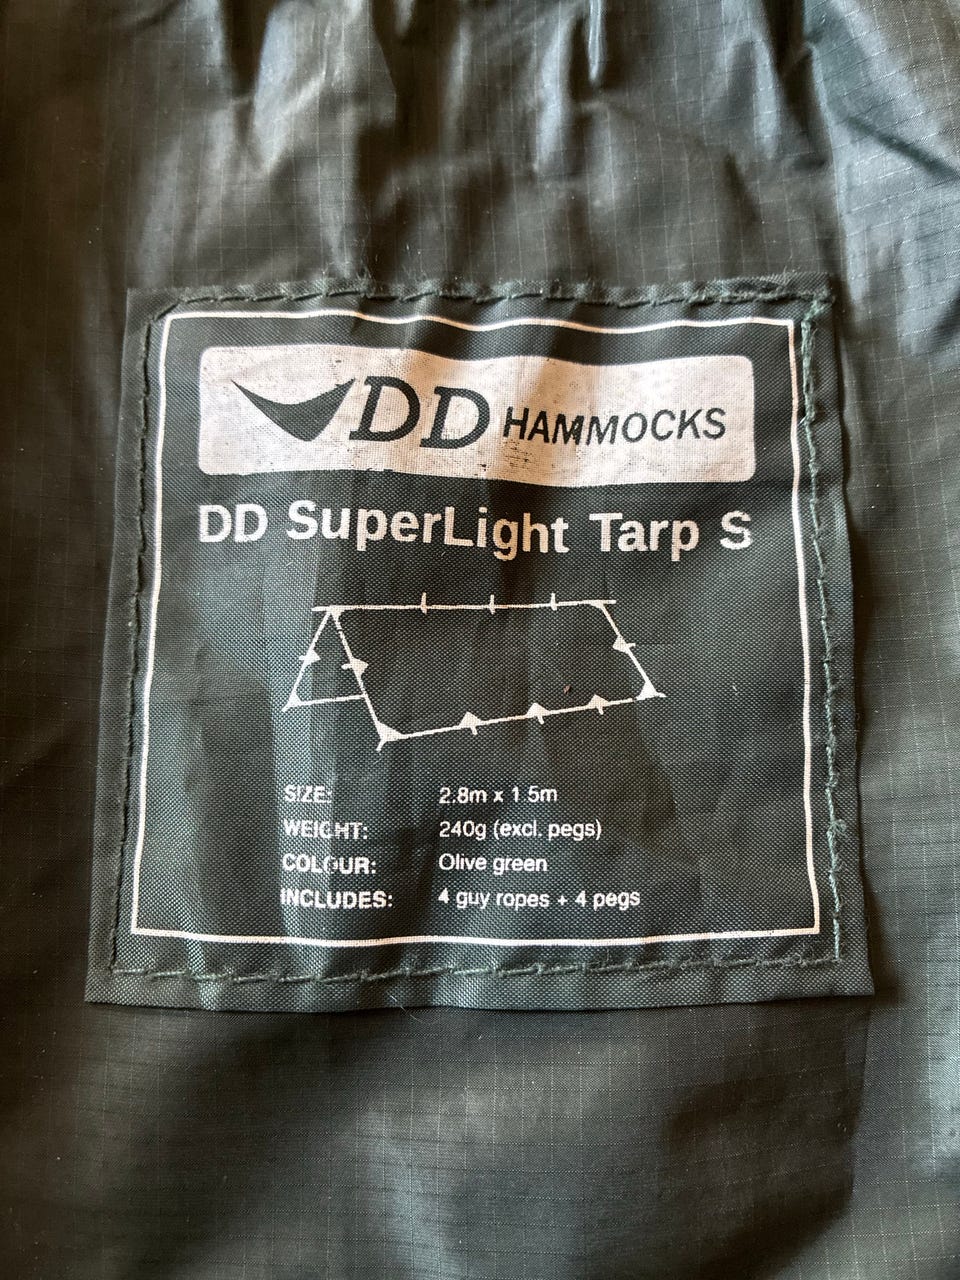 DD HAMMOCKS
DD SuperLight Tarp S
SIZE: 2.8m x 1.5m
WEIGHT: 240g (excl. pegs)
COLOUR: Olive green
INCLUDES: 4 guy ropes + 4 pegs